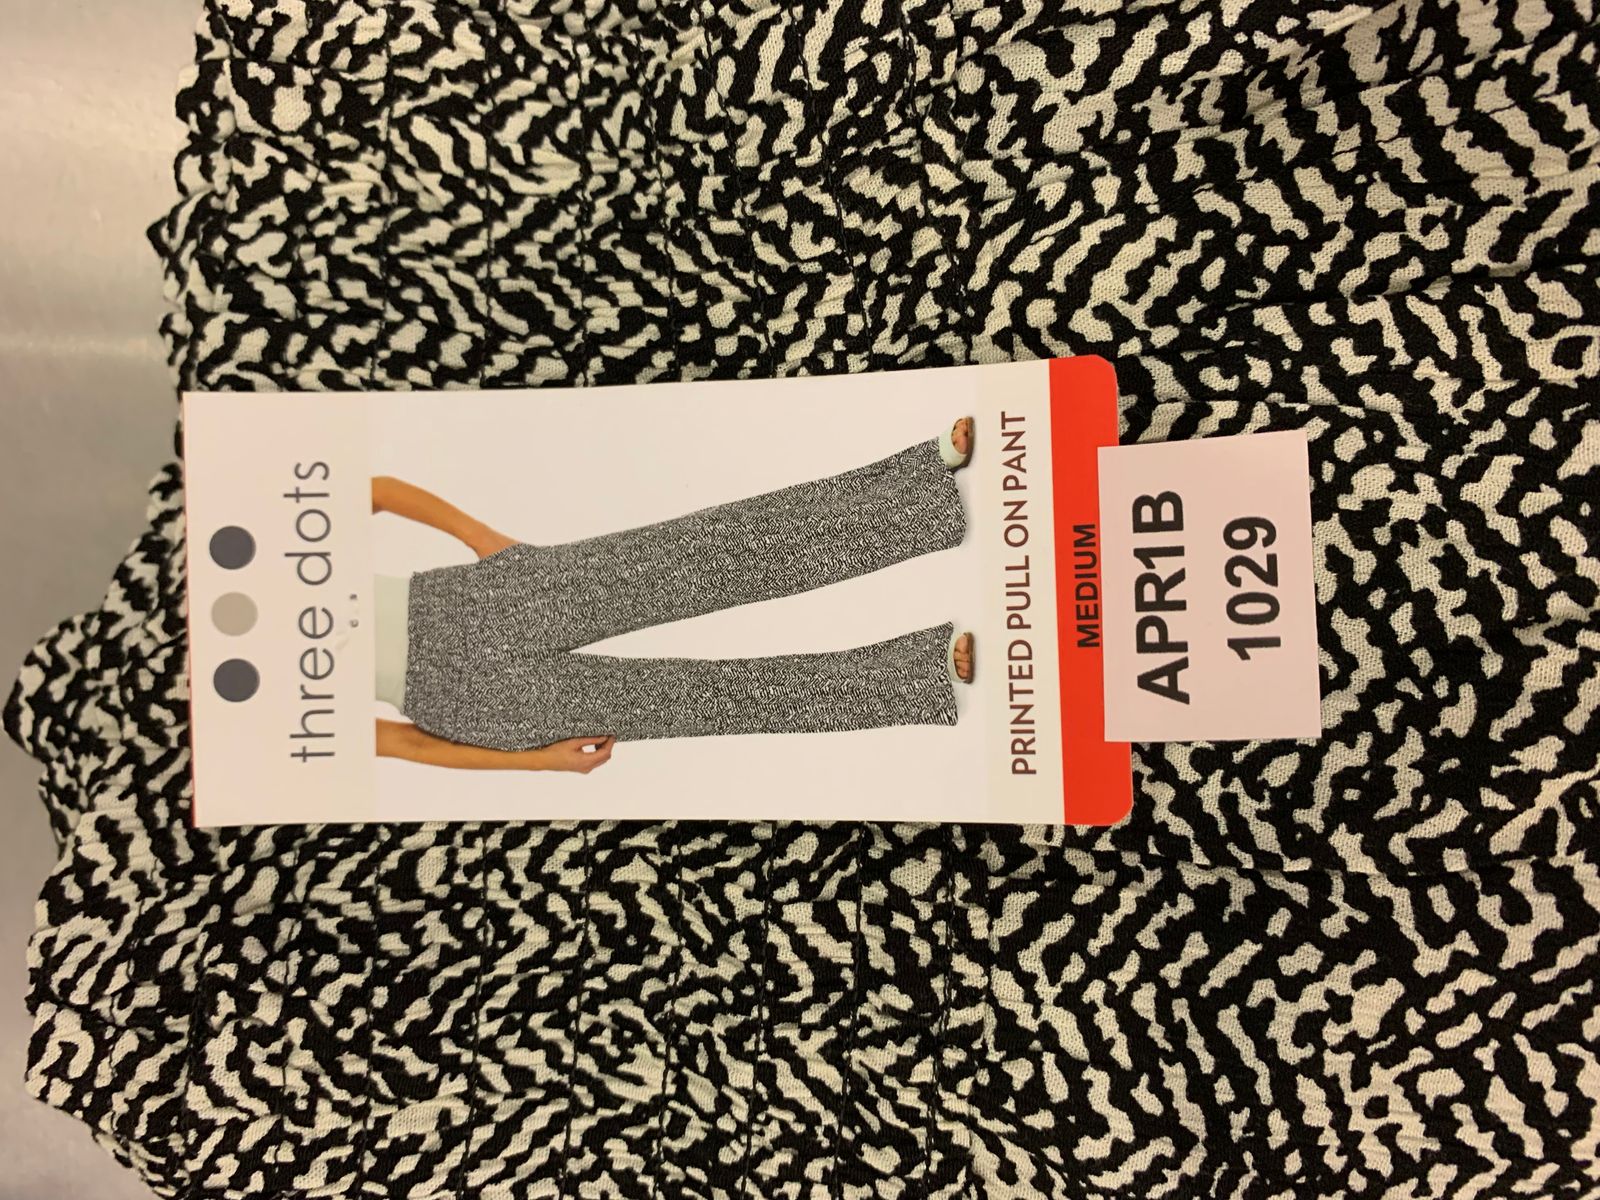 three dots
PRINTED PULL ON PANT
MEDIUM
APR1B
1029